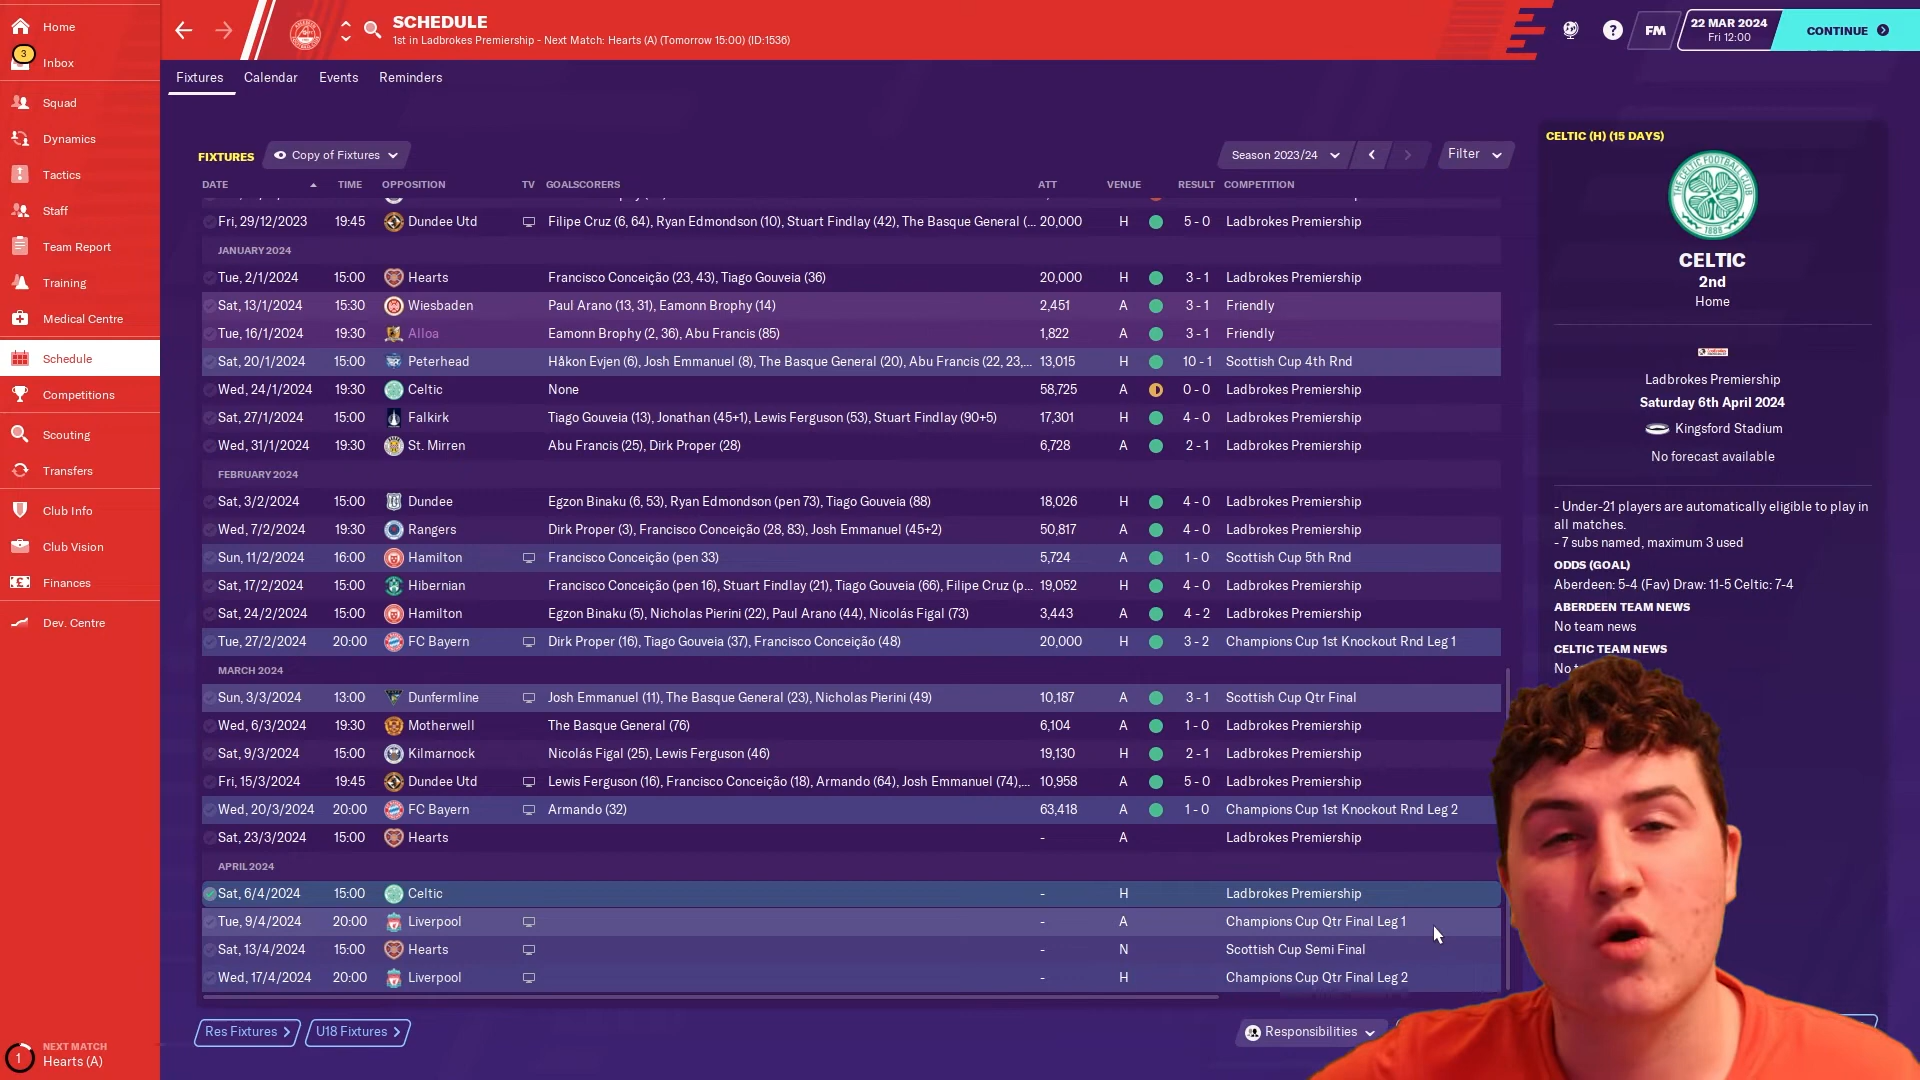 Home
3
Inbox
Squad
Dynamics
Tactics
Staff
Team Report
Training
Medical Centre
Schedule
Competitions
Scouting
Transfers
Club Info
Club Vision
Finances
Dev. Centre
1
NEXT MATCH
Hearts (A)
SCHEDULE
1st in Ladbrokes Premiership - Next Match: Hearts (A) (Tomorrow 15:00) (ID:1536)
? FM 22 MAR 2024
Fri 12:00
CONTINUE
Fixtures Calendar Events Reminders
FIXTURES Copy of Fixtures Season 2023/24 Filter
DATE TIME OPPOSITION TV GOALSCORERS ATT VENUE RESULT COMPETITION
Fri, 29/12/2023 19:45 Dundee Utd Filipe Cruz (6, 64), Ryan Edmondson (10), Stuart Findlay (42), The Basque General (... 20,000 H 5 - 0 Ladbrokes Premiership
JANUARY 2024
Tue, 2/1/2024 15:00 Hearts Francisco Conceição (23, 43), Tiago Gouveia (36) 20,000 H 3 - 1 Ladbrokes Premiership
Sat, 13/1/2024 15:30 Wiesbaden Paul Arano (13, 31), Eamonn Brophy (14) 2,451 A 3 - 1 Friendly
Tue, 16/1/2024 19:30 Alloa Eamonn Brophy (2, 36), Abu Francis (85) 1,822 A 3 - 1 Friendly
Sat, 20/1/2024 15:00 Peterhead Håkon Evjen (6), Josh Emmanuel (8), The Basque General (20), Abu Francis (22, 23,... 13,015 H 10 - 1 Scottish Cup 4th Rnd
Wed, 24/1/2024 19:30 Celtic None 58,725 A 0 - 0 Ladbrokes Premiership
Sat, 27/1/2024 15:00 Falkirk Tiago Gouveia (13), Jonathan (45+1), Lewis Ferguson (53), Stuart Findlay (90+5) 17,301 H 4 - 0 Ladbrokes Premiership
Wed, 31/1/2024 19:30 St. Mirren Abu Francis (25), Dirk Proper (28) 6,728 A 2 - 1 Ladbrokes Premiership
FEBRUARY 2024
Sat, 3/2/2024 15:00 Dundee Egzon Binaku (6, 53), Ryan Edmondson (pen 73), Tiago Gouveia (88) 18,026 H 4 - 0 Ladbrokes Premiership
Wed, 7/2/2024 19:30 Rangers Dirk Proper (3), Francisco Conceição (28, 83), Josh Emmanuel (45+2) 50,817 A 4 - 0 Ladbrokes Premiership
Sun, 11/2/2024 16:00 Hamilton Francisco Conceição (pen 33) 5,724 A 1 - 0 Scottish Cup 5th Rnd
Sat, 17/2/2024 15:00 Hibernian Francisco Conceição (pen 16), Stuart Findlay (21), Tiago Gouveia (66), Filipe Cruz (p... 19,052 H 4 - 0 Ladbrokes Premiership
Sat, 24/2/2024 15:00 Hamilton Egzon Binaku (5), Nicholas Pierini (22), Paul Arano (44), Nicolás Figal (73) 3,443 A 4 - 2 Ladbrokes Premiership
Tue, 27/2/2024 20:00 FC Bayern Dirk Proper (16), Tiago Gouveia (37), Francisco Conceição (48) 20,000 H 3 - 2 Champions Cup 1st Knockout Rnd Leg 1
MARCH 2024
Sun, 3/3/2024 13:00 Dunfermline Josh Emmanuel (11), The Basque General (23), Nicholas Pierini (49) 10,187 A 3 - 1 Scottish Cup Qtr Final
Wed, 6/3/2024 19:30 Motherwell The Basque General (76) 6,104 A 1 - 0 Ladbrokes Premiership
Sat, 9/3/2024 15:00 Kilmarnock Nicolás Figal (25), Lewis Ferguson (46) 19,130 H 2 - 1 Ladbrokes Premiership
Fri, 15/3/2024 19:45 Dundee Utd Lewis Ferguson (16), Francisco Conceição (18), Armando (64), Josh Emmanuel (74),... 10,958 A 5 - 0 Ladbrokes Premiership
Wed, 20/3/2024 20:00 FC Bayern Armando (32) 63,418 A 1 - 0 Champions Cup 1st Knockout Rnd Leg 2
Sat, 23/3/2024 15:00 Hearts - A Ladbrokes Premiership
APRIL 2024
Sat, 6/4/2024 15:00 Celtic - H Ladbrokes Premiership
Tue, 9/4/2024 20:00 Liverpool - A Champions Cup Qtr Final Leg 1
Sat, 13/4/2024 15:00 Hearts - N Scottish Cup Semi Final
Wed, 17/4/2024 20:00 Liverpool - H Champions Cup Qtr Final Leg 2
Res Fixtures U18 Fixtures Responsibilities
CELTIC (H) (15 DAYS)
THE CELTIC FOOTBALL CLUB
1888
CELTIC
2nd
Home
Ladbrokes Premiership
Saturday 6th April 2024
Kingsford Stadium
No forecast available
- Under-21 players are automatically eligible to play in
all matches.
- 7 subs named, maximum 3 used
ODDS (GOAL)
Aberdeen: 5-4 (Fav) Draw: 11-5 Celtic: 7-4
ABERDEEN TEAM NEWS
No team news
CELTIC TEAM NEWS
No